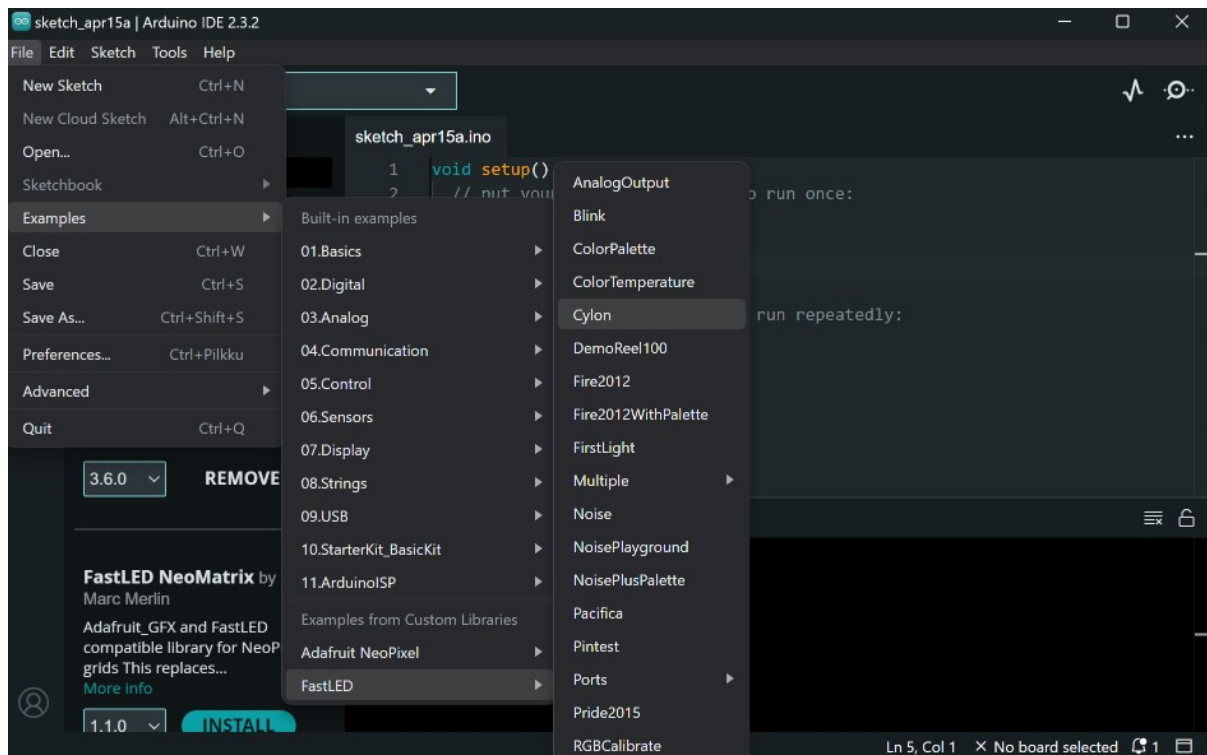 sketch_apr15a | Arduino IDE 2.3.2
File Edit Sketch Tools Help
New Sketch Ctrl+N
New Cloud Sketch Alt+Ctrl+N
Open... Ctrl+O
Sketchbook
Examples
Close Ctrl+W
Save Ctrl+S
Save As... Ctrl+Shift+S
Preferences... Ctrl+Pilkku
Advanced
Quit Ctrl+Q
Built-in examples
01.Basics
02.Digital
03.Analog
04.Communication
05.Control
06.Sensors
07.Display
08.Strings
09.USB
10.StarterKit_BasicKit
11.ArduinoISP
Examples from Custom Libraries
Adafruit NeoPixel
FastLED
AnalogOutput
Blink
ColorPalette
ColorTemperature
Cylon
DemoReel100
Fire2012
Fire2012WithPalette
FirstLight
Multiple
Noise
NoisePlayground
NoisePlusPalette
Pacifica
Pintest
Ports
Pride2015
RGBCalibrate
sketch_apr15a.ino
1 void setup()
2 // put your
run once:
run repeatedly:
3.6.0 REMOVE
FastLED NeoMatrix by
Marc Merlin
Adafruit_GFX and FastLED
compatible library for NeoP
grids This replaces...
More info
1.1.0 INSTALL
Ln 5, Col 1 × No board selected 1